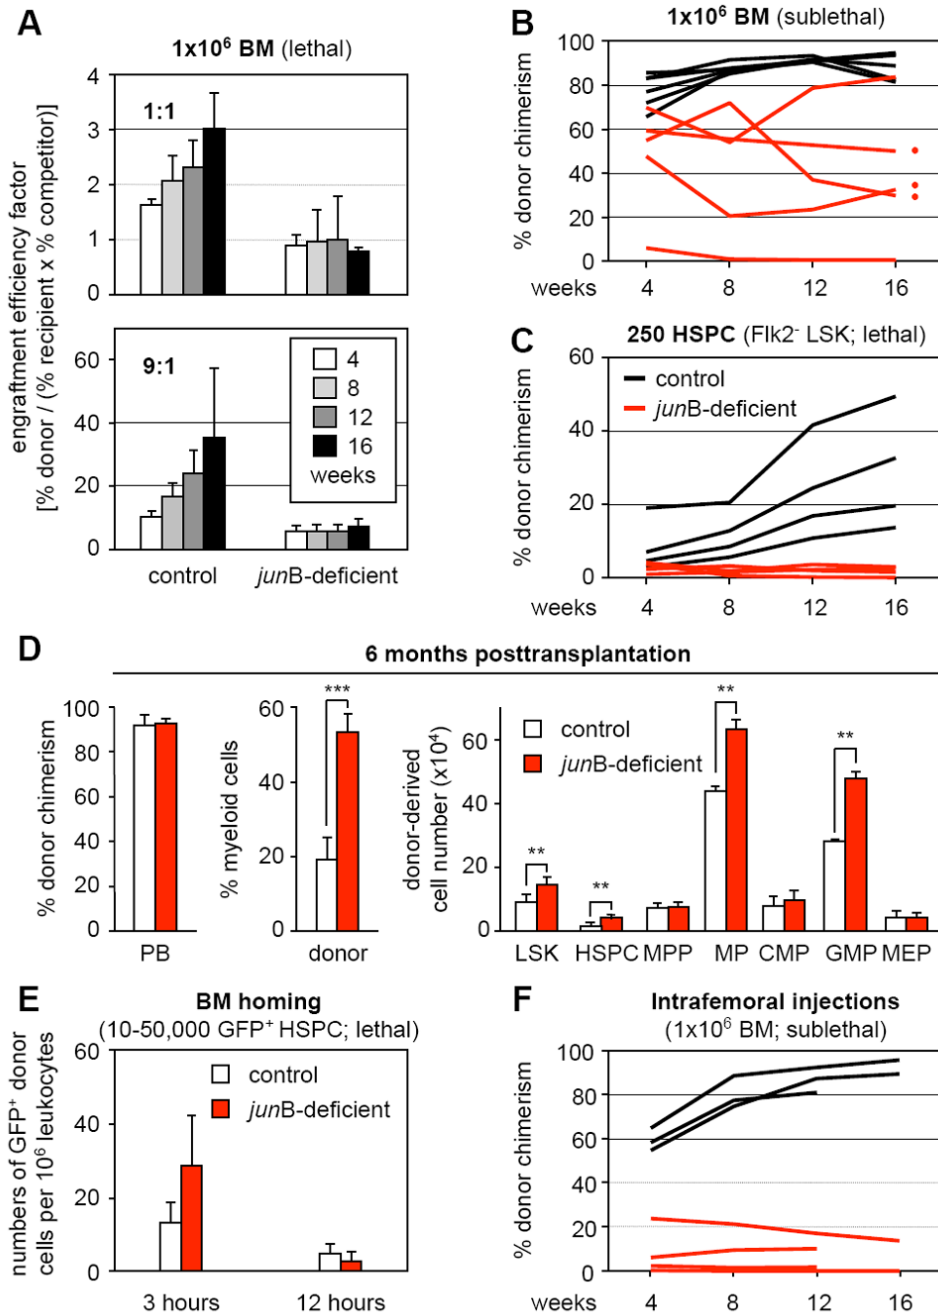 A
1x10⁶ BM (lethal)
engraftment efficiency factor
[% donor / (% recipient x % competitor)]
4
3
2
1
0
1:1
60
40
20
0
9:1
4
8
12
16
weeks
control
junB-deficient
B
1x10⁶ BM (sublethal)
% donor chimerism
100
80
60
40
20
0
weeks
4
8
12
16
C
250 HSPC (Flk2⁻ LSK; lethal)
% donor chimerism
60
40
20
0
control
junB-deficient
weeks
4
8
12
16
D
6 months posttransplantation
% donor chimerism
100
80
60
40
20
0
PB
% myeloid cells
60
40
20
0
***
donor
donor-derived
cell number (x10⁴)
60
40
20
0
control
junB-deficient
**
**
**
**
LSK
HSPC
MPP
MP
CMP
GMP
MEP
E
BM homing
(10-50,000 GFP⁺ HSPC; lethal)
numbers of GFP⁺ donor
cells per 10⁶ leukocytes
60
40
20
0
control
junB-deficient
3 hours
12 hours
F
Intrafemoral injections
(1x10⁶ BM; sublethal)
% donor chimerism
100
80
60
40
20
0
weeks
4
8
12
16